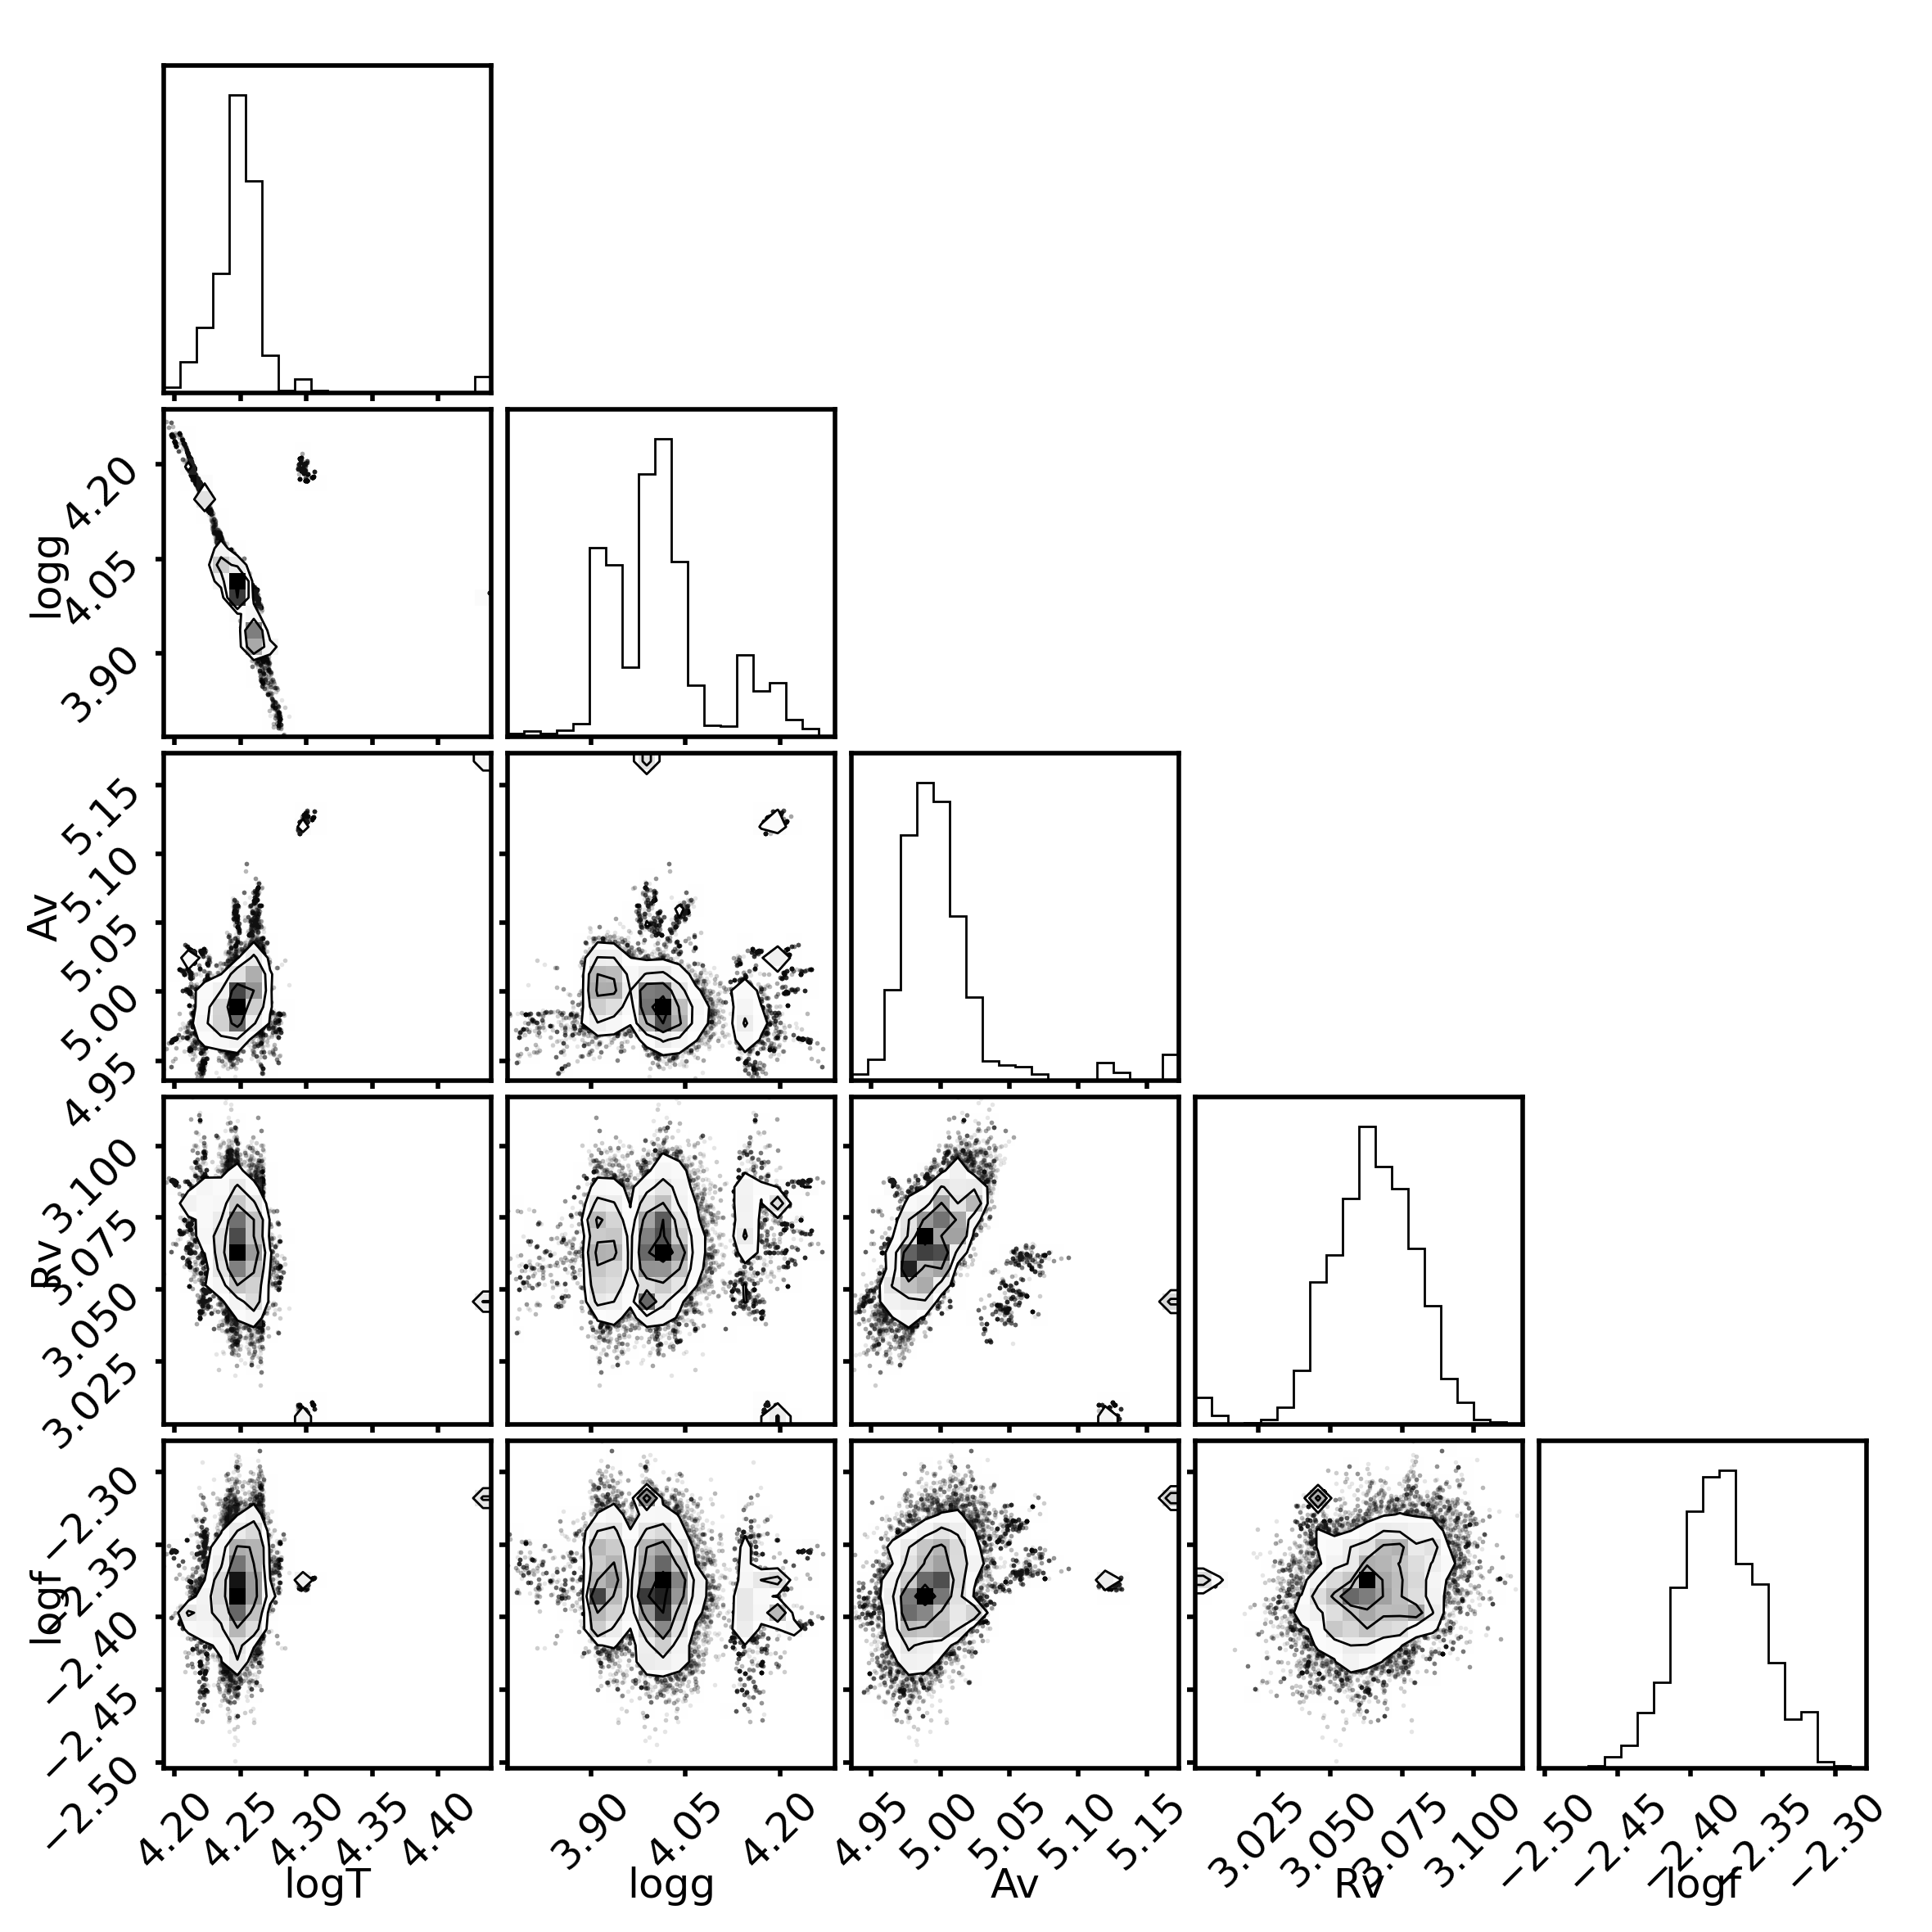 logg
4.20
4.05
3.90
Av
5.15
5.10
5.05
5.00
4.95
Rv
3.100
3.075
3.050
3.025
logf
−2.30
−2.35
−2.40
−2.45
−2.50
4.20 4.25 4.30 4.35 4.40
3.90 4.05 4.20
4.95 5.00 5.05 5.10 5.15
3.025 3.050 3.075 3.100
−2.50 −2.45 −2.40 −2.35 −2.30
logT logg Av Rv logf